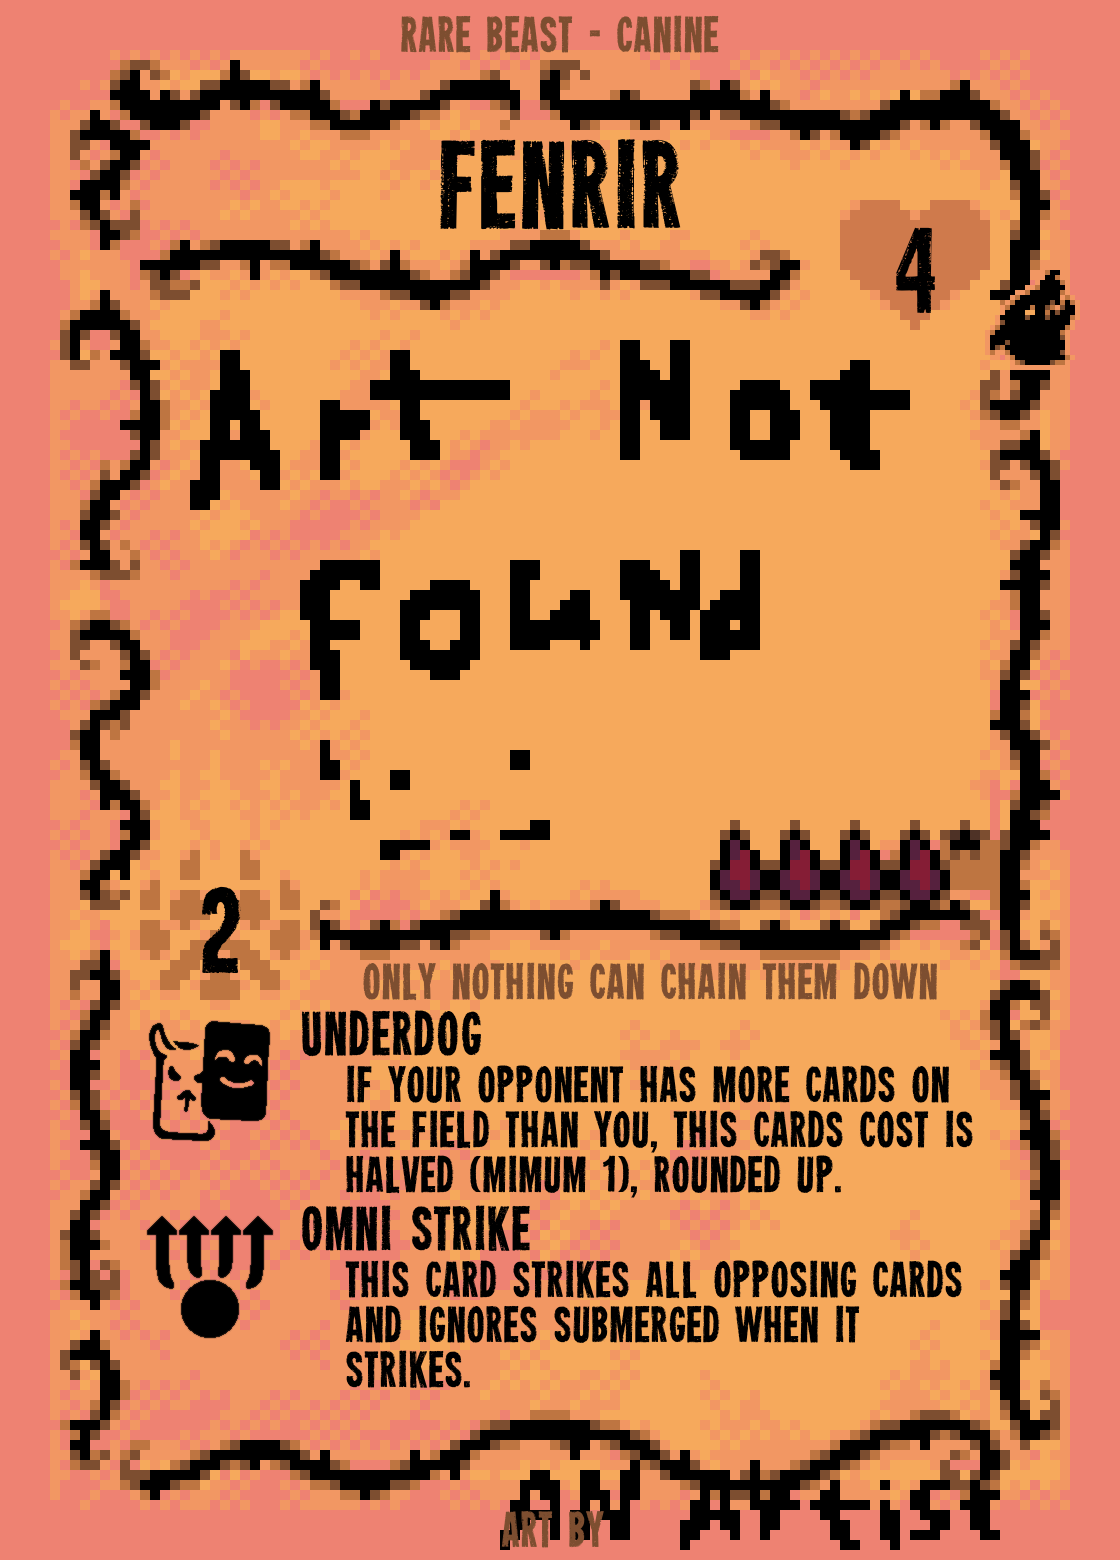 RARE BEAST - CANINE
FENRIR
4
Art Not
Found
2
ONLY NOTHING CAN CHAIN THEM DOWN
UNDERDOG
IF YOUR OPPONENT HAS MORE CARDS ON
THE FIELD THAN YOU, THIS CARDS COST IS
HALVED (MIMUM 1), ROUNDED UP.
OMNI STRIKE
THIS CARD STRIKES ALL OPPOSING CARDS
AND IGNORES SUBMERGED WHEN IT
STRIKES.
ART BY AN Artist